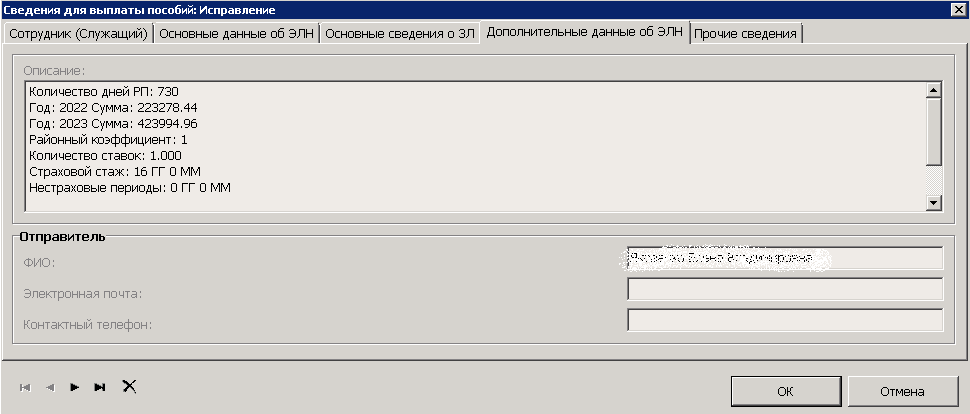 Сведения для выплаты пособий: Исправление
Сотрудник (Служащий) Основные данные об ЭЛН Основные сведения о ЗЛ Дополнительные данные об ЭЛН Прочие сведения
Описание:
Количество дней РП: 730
Год: 2022 Сумма: 223278.44
Год: 2023 Сумма: 423994.96
Районный коэффициент: 1
Количество ставок: 1.000
Страховой стаж: 16 ГГ 0 ММ
Нестраховые периоды: 0 ГГ 0 ММ
Отправитель
ФИО:
Электронная почта:
Контактный телефон:
ОК Отмена